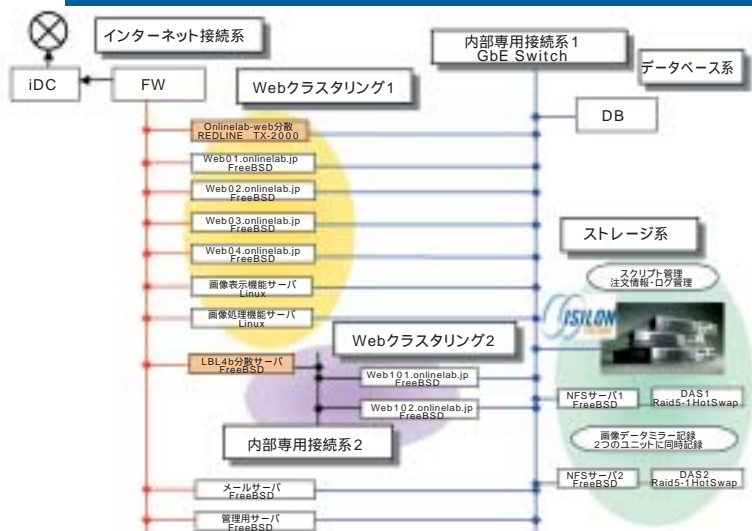 インターネット接続系
内部専用接続系1
GbE Switch
データベース系
iDC
FW
Webクラスタリング1
DB
Onlinelab-web分散
REDLINE TX-2000
Web01.onlinelab.jp
FreeBSD
Web02.onlinelab.jp
FreeBSD
Web03.onlinelab.jp
FreeBSD
Web04.onlinelab.jp
FreeBSD
画像表示機能サーバ
Linux
画像処理機能サーバ
Linux
ストレージ系
スクリプト管理
注文情報・ログ管理
ISILON
Webクラスタリング2
LBL4b分散サーバ
FreeBSD
Web101.onlinelab.jp
FreeBSD
Web102.onlinelab.jp
FreeBSD
内部専用接続系2
NFSサーバ1
FreeBSD
DAS1
Raid5-1HotSwap
画像データミラー記録
2つのユニットに同時記録
NFSサーバ2
FreeBSD
DAS2
Raid5-1HotSwap
メールサーバ
FreeBSD
管理用サーバ
FreeBSD